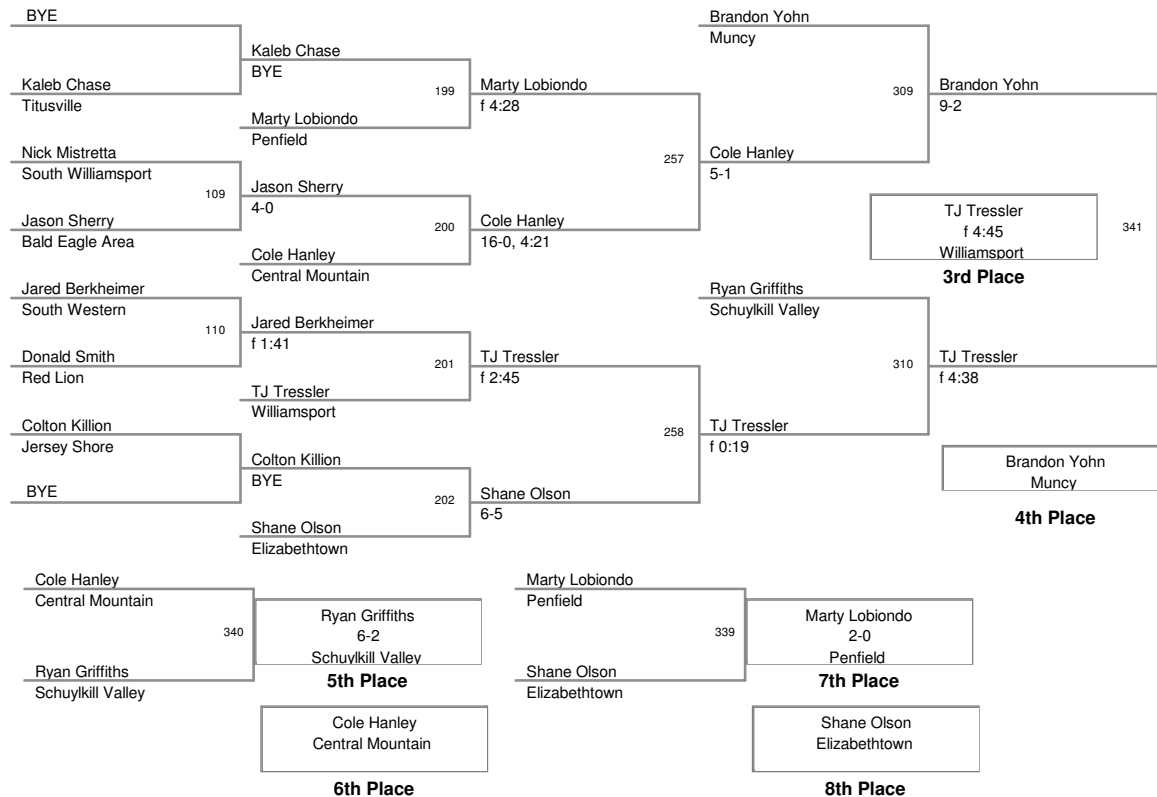 BYE
Kaleb Chase
Titusville
Nick Mistretta
South Williamsport
109
Jason Sherry
Bald Eagle Area
Jared Berkheimer
South Western
110
Donald Smith
Red Lion
Colton Killion
Jersey Shore
BYE
Kaleb Chase
BYE
199
Marty Lobiondo
Penfield
Jason Sherry
4-0
200
Cole Hanley
Central Mountain
Jared Berkheimer
f 1:41
201
TJ Tressler
Williamsport
Colton Killion
BYE
202
Shane Olson
Elizabethtown
Marty Lobiondo
f 4:28
257
Cole Hanley
16-0, 4:21
TJ Tressler
f 2:45
258
Shane Olson
6-5
Brandon Yohn
Muncy
309
Cole Hanley
5-1
Ryan Griffiths
Schuylkill Valley
310
TJ Tressler
f 0:19
Brandon Yohn
9-2
341
TJ Tressler
f 4:38
TJ Tressler
f 4:45
Williamsport
3rd Place
Brandon Yohn
Muncy
4th Place
Cole Hanley
Central Mountain
340
Ryan Griffiths
Schuylkill Valley
Ryan Griffiths
6-2
Schuylkill Valley
5th Place
Cole Hanley
Central Mountain
6th Place
Marty Lobiondo
Penfield
339
Shane Olson
Elizabethtown
Marty Lobiondo
2-0
Penfield
7th Place
Shane Olson
Elizabethtown
8th Place